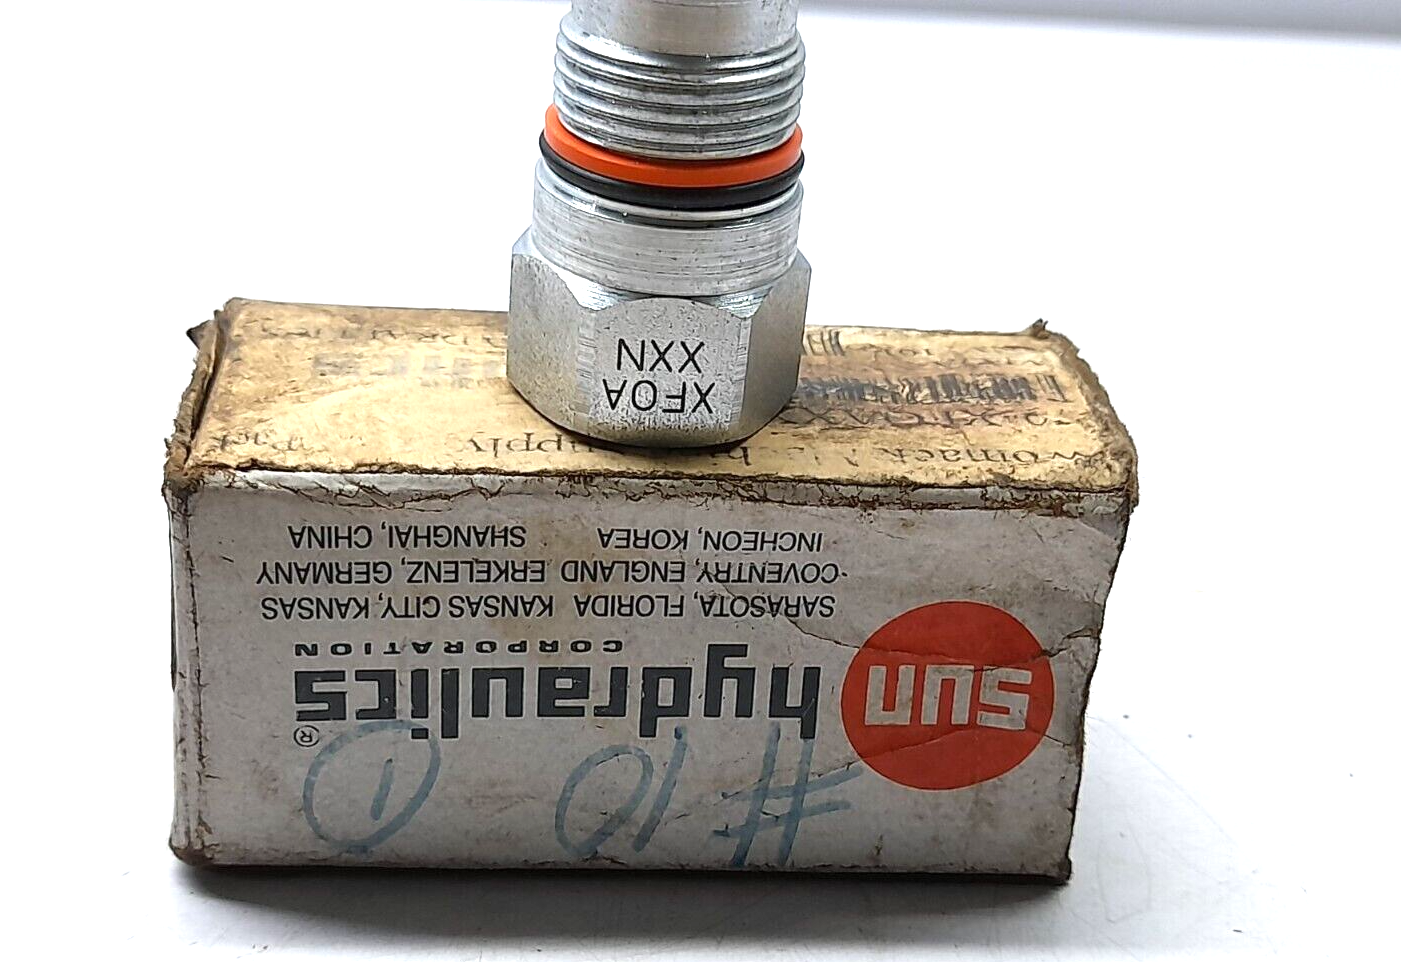 XFOA
XXN
Womack
sun hydraulics®
CORPORATION
SARASOTA, FLORIDA KANSAS CITY, KANSAS
COVENTRY, ENGLAND ERKELENZ, GERMANY
INCHEON, KOREA SHANGHAI, CHINA
#10 1